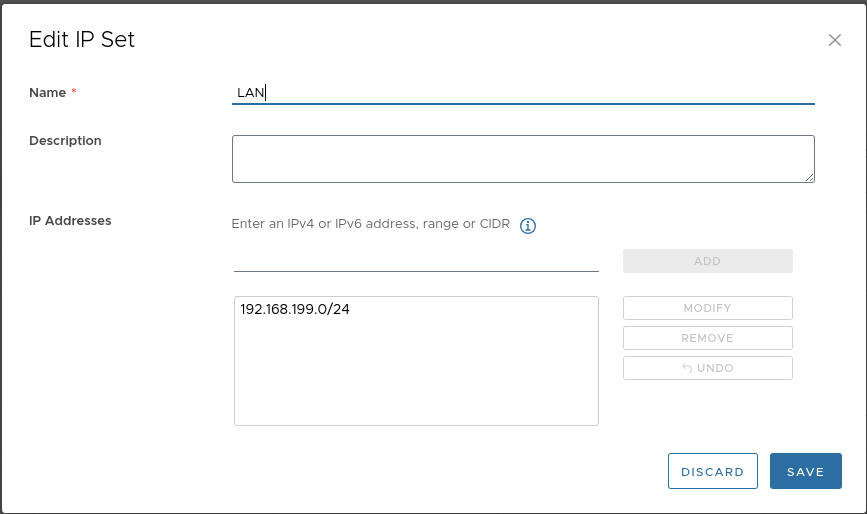 Edit IP Set
Name *
LAN
Description
IP Addresses
Enter an IPv4 or IPv6 address, range or CIDR
ADD
192.168.199.0/24
MODIFY
REMOVE
UNDO
DISCARD
SAVE